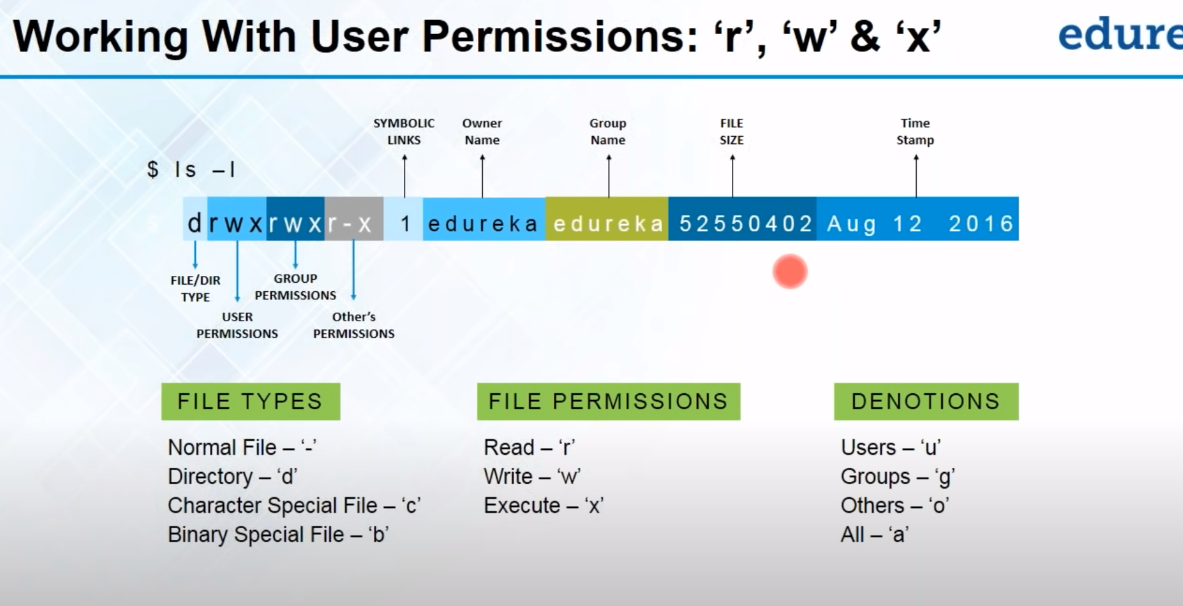 Working With User Permissions: ‘r’, ‘w’ & ‘x’
edure
SYMBOLIC LINKS
Owner Name
Group Name
FILE SIZE
Time Stamp
$ ls –l
drwxrwxr-x 1 edureka edureka 52550402 Aug 12 2016
FILE/DIR TYPE
USER PERMISSIONS
GROUP PERMISSIONS
Other’s PERMISSIONS
FILE TYPES
Normal File – ‘-’
Directory – ‘d’
Character Special File – ‘c’
Binary Special File – ‘b’
FILE PERMISSIONS
Read – ‘r’
Write – ‘w’
Execute – ‘x’
DENOTIONS
Users – ‘u’
Groups – ‘g’
Others – ‘o’
All – ‘a’